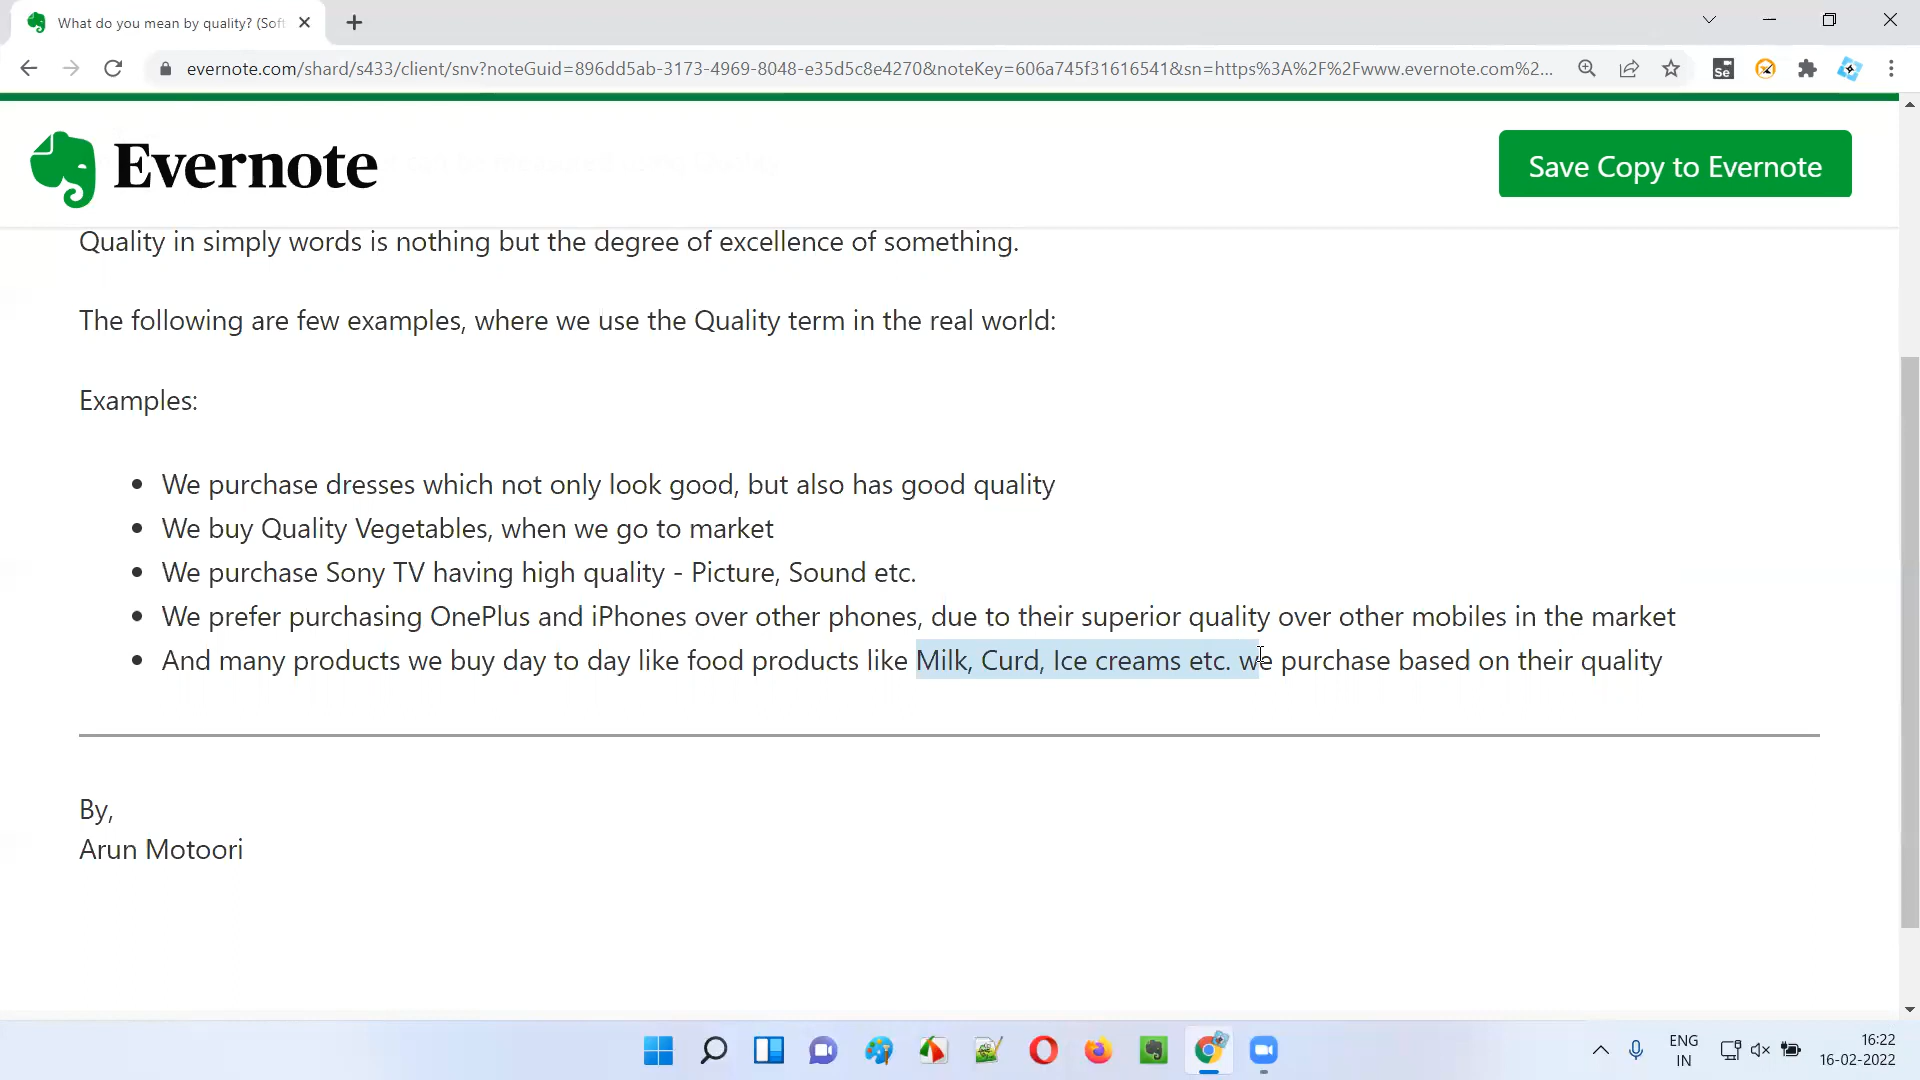 What do you mean by quality? (Soft
evernote.com/shard/s433/client/snv?noteGuid=896dd5ab-3173-4969-8048-e35d5c8e4270&noteKey=606a745f31616541&sn=https%3A%2F%2Fwww.evernote.com%2...
Se
Evernote
Save Copy to Evernote
Quality in simply words is nothing but the degree of excellence of something.
The following are few examples, where we use the Quality term in the real world:
Examples:
• We purchase dresses which not only look good, but also has good quality
• We buy Quality Vegetables, when we go to market
• We purchase Sony TV having high quality - Picture, Sound etc.
• We prefer purchasing OnePlus and iPhones over other phones, due to their superior quality over other mobiles in the market
• And many products we buy day to day like food products like Milk, Curd, Ice creams etc. we purchase based on their quality
By,
Arun Motoori
ENG
IN
16:22
16-02-2022